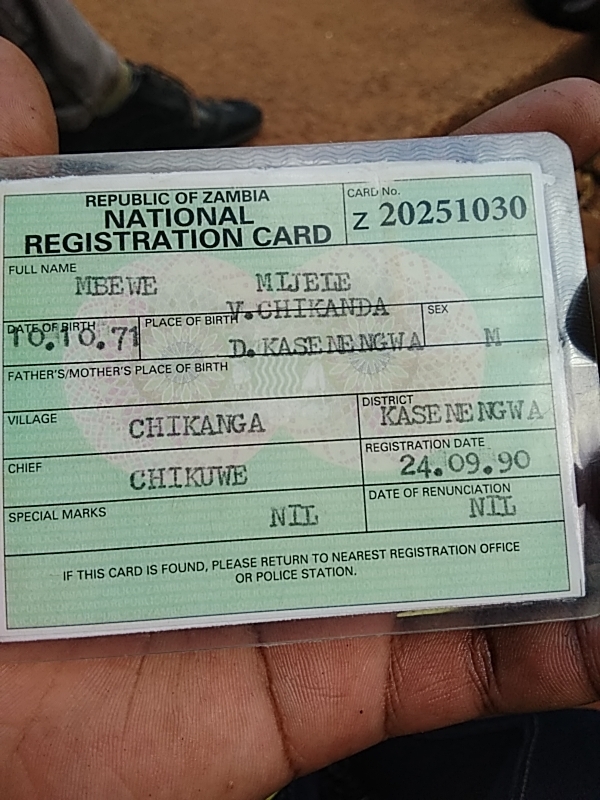 REPUBLIC OF ZAMBIA
NATIONAL
REGISTRATION CARD
CARD No.
Z 20251030
FULL NAME
MBEWE MIJELE
DATE OF BIRTH
10.10.71
PLACE OF BIRTH
V.CHIKANDA
D.KASENENGWA
SEX
M
FATHER'S/MOTHER'S PLACE OF BIRTH
VILLAGE
CHIKANGA
DISTRICT
KASENENGWA
CHIEF
CHIKUWE
REGISTRATION DATE
24.09.90
SPECIAL MARKS
NIL
DATE OF RENUNCIATION
NIL
IF THIS CARD IS FOUND, PLEASE RETURN TO NEAREST REGISTRATION OFFICE
OR POLICE STATION.